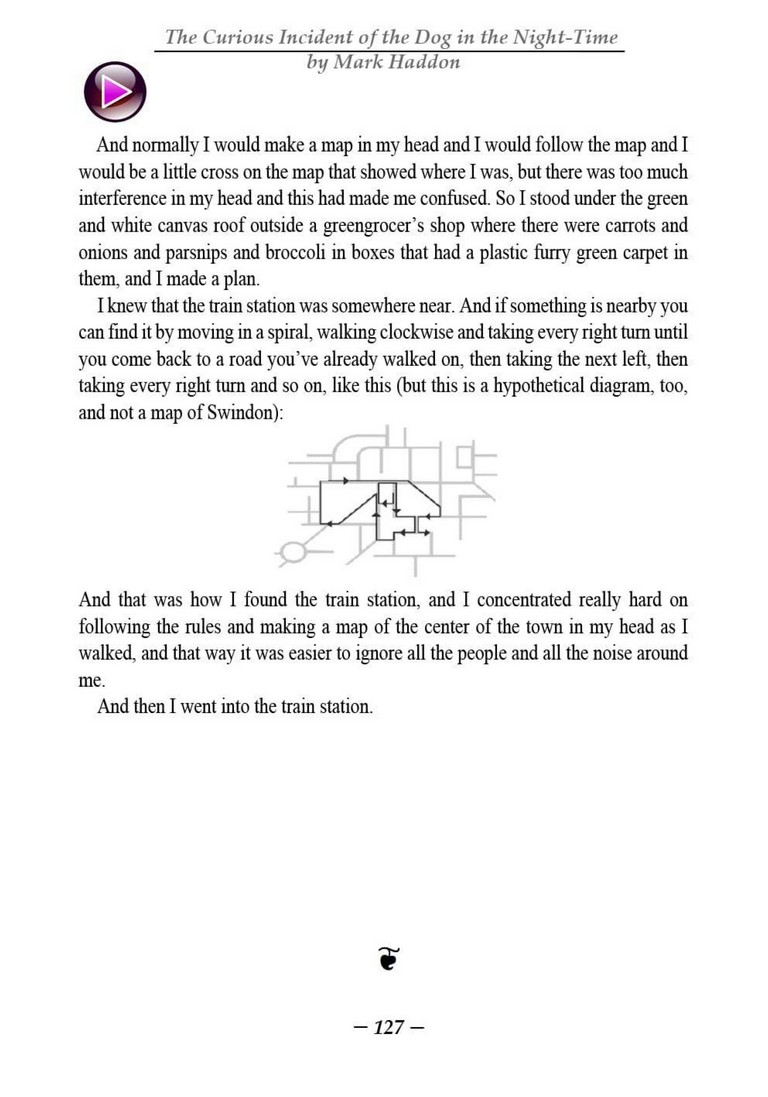 The Curious Incident of the Dog in the Night-Time
by Mark Haddon
And normally I would make a map in my head and I would follow the map and I
would be a little cross on the map that showed where I was, but there was too much
interference in my head and this had made me confused. So I stood under the green
and white canvas roof outside a greengrocer’s shop where there were carrots and
onions and parsnips and broccoli in boxes that had a plastic furry green carpet in
them, and I made a plan.
I knew that the train station was somewhere near. And if something is nearby you
can find it by moving in a spiral, walking clockwise and taking every right turn until
you come back to a road you’ve already walked on, then taking the next left, then
taking every right turn and so on, like this (but this is a hypothetical diagram, too,
and not a map of Swindon):
And that was how I found the train station, and I concentrated really hard on
following the rules and making a map of the center of the town in my head as I
walked, and that way it was easier to ignore all the people and all the noise around
me.
And then I went into the train station.
– 127 –